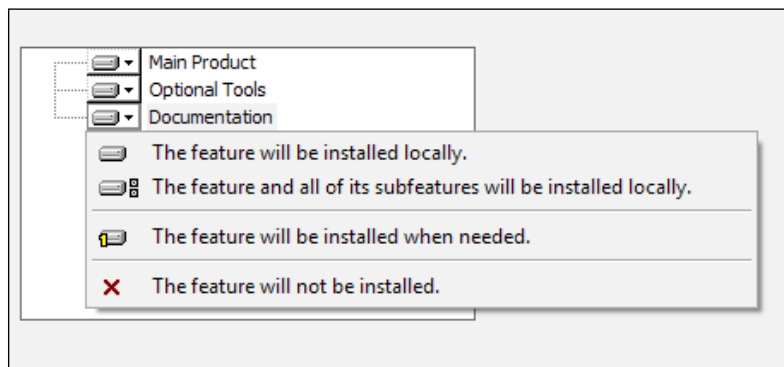 Main Product
Optional Tools
Documentation
The feature will be installed locally.
The feature and all of its subfeatures will be installed locally.
The feature will be installed when needed.
The feature will not be installed.